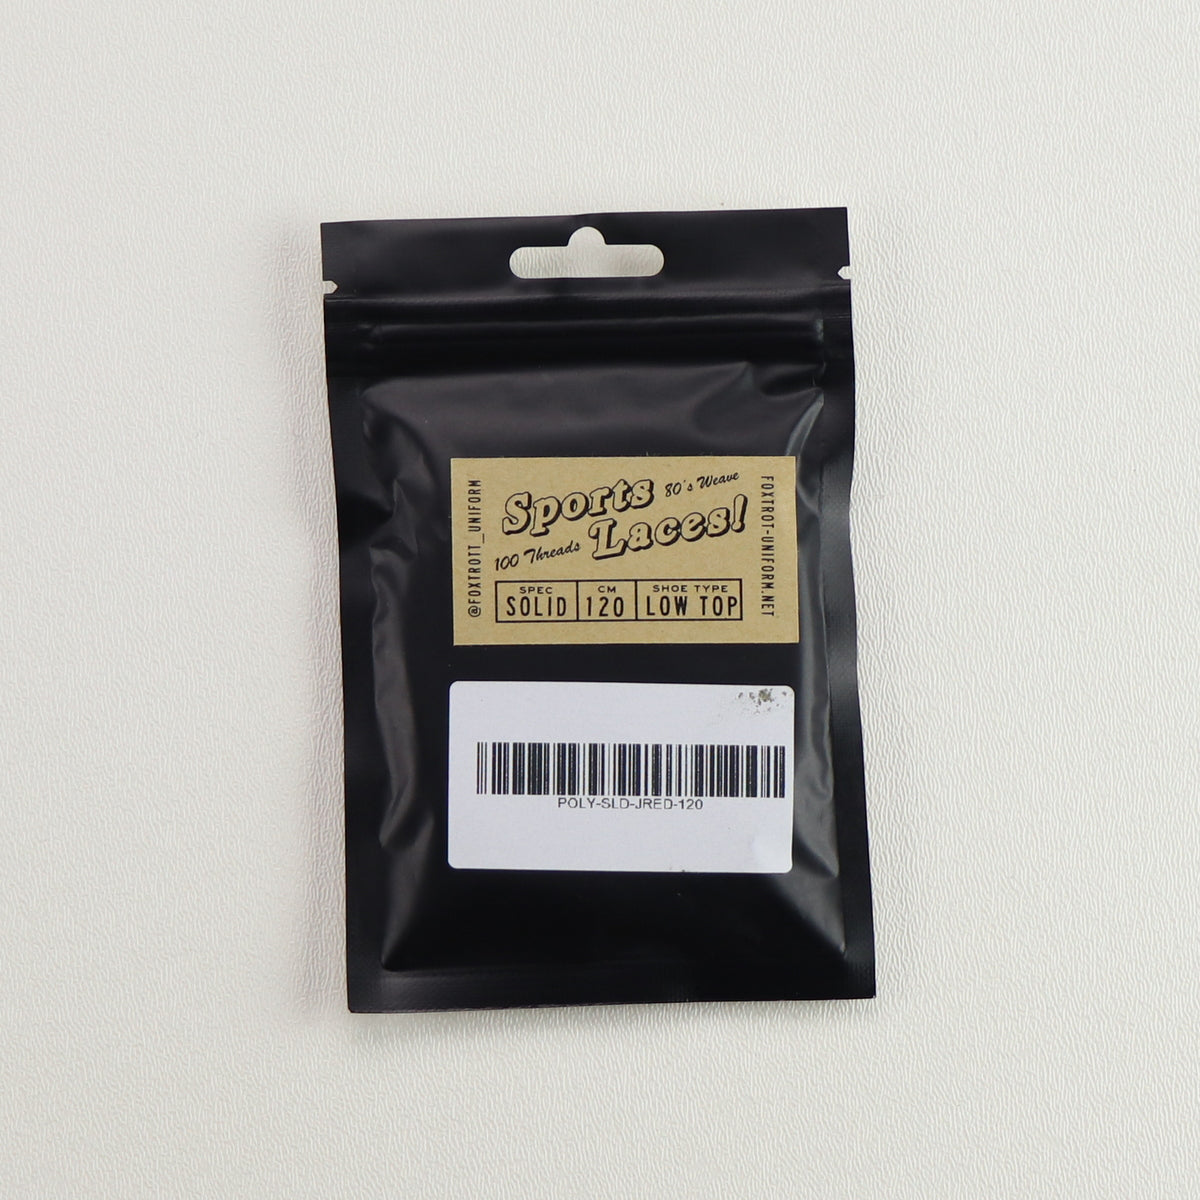 Sports 80's Weave
100 Threads Laces!
SPEC CM SHOE TYPE
SOLID 120 LOW TOP
@FOXTROTT_UNIFORM
FOXTROT-UNIFORM.NET
POLY-SLD-JRED-120